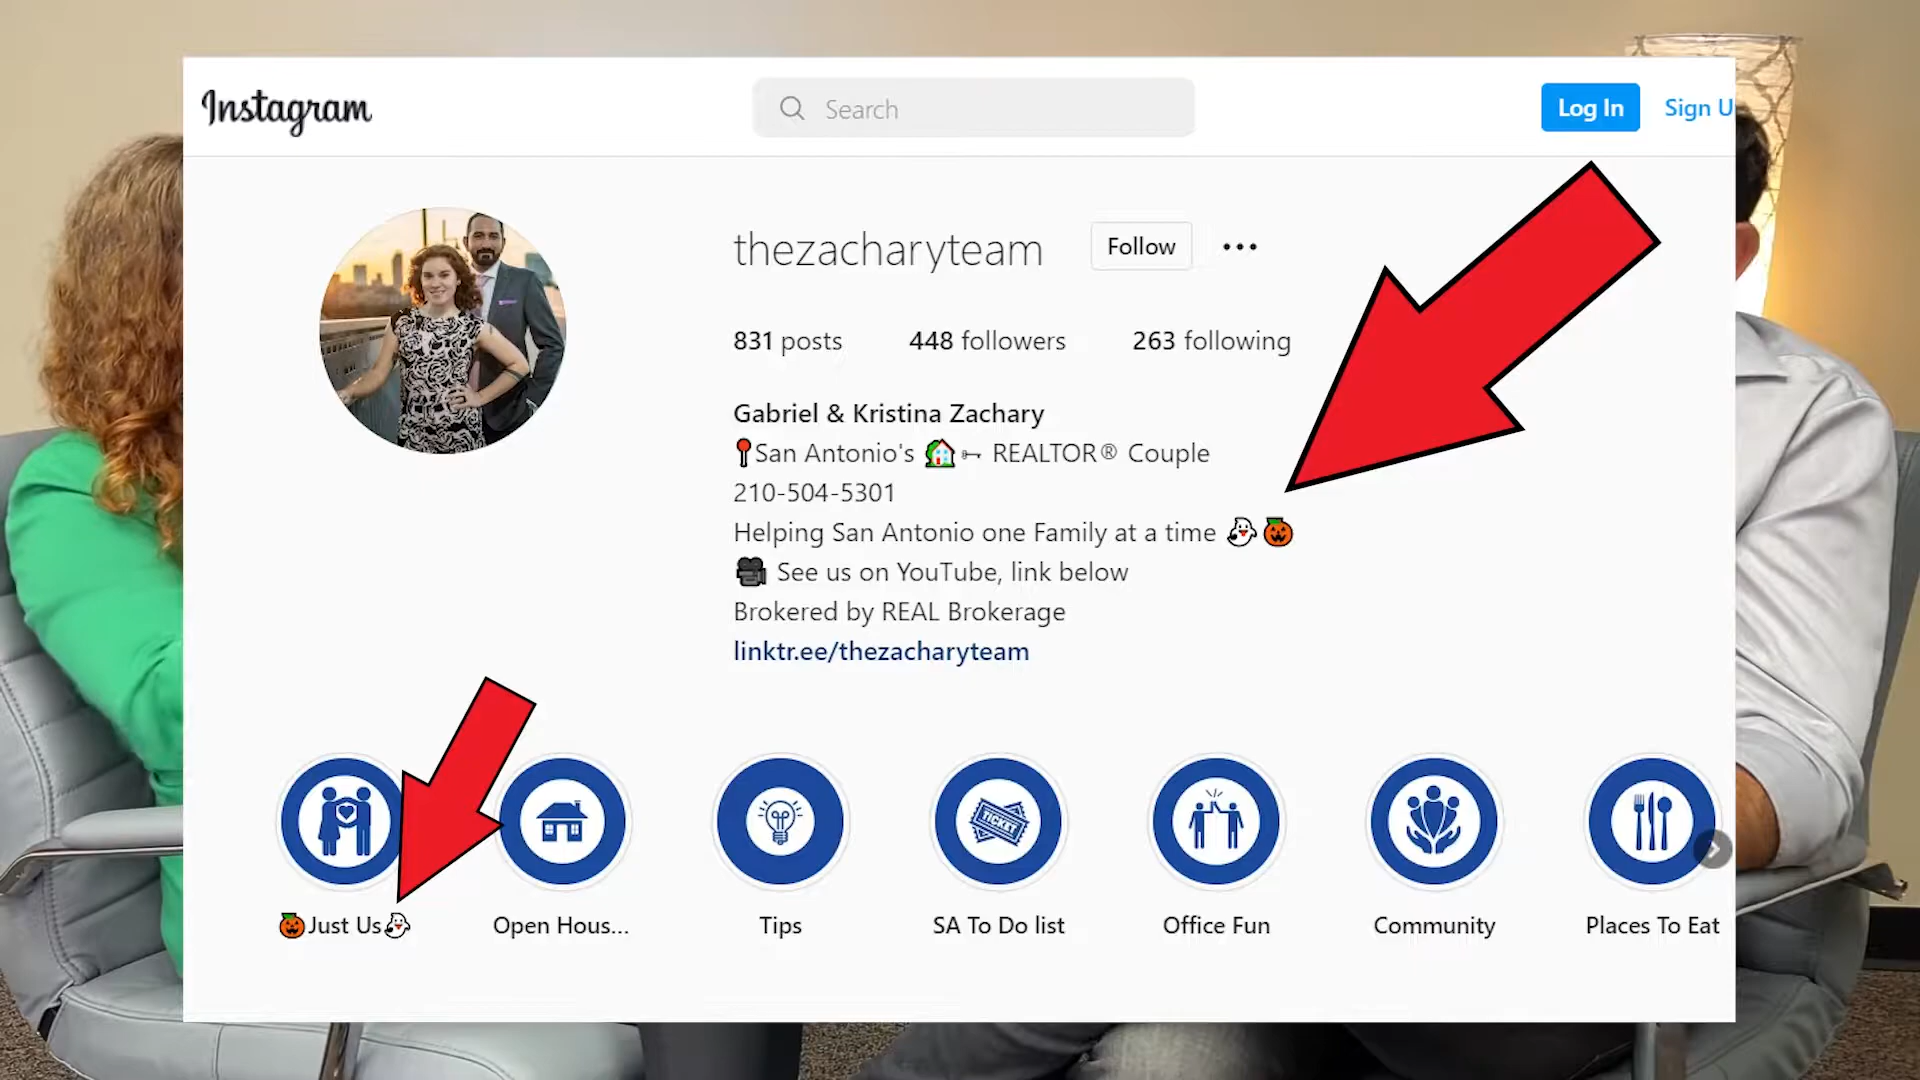 Instagram
Search
Log In
Sign U
thezacharyteam
Follow
831 posts
448 followers
263 following
Gabriel & Kristina Zachary
📍San Antonio's 🏡🗝 REALTOR® Couple
210-504-5301
Helping San Antonio one Family at a time 👻🎃
🎥 See us on YouTube, link below
Brokered by REAL Brokerage
linktr.ee/thezacharyteam
TICKET
🎃Just Us👻
Open Hous...
Tips
SA To Do list
Office Fun
Community
Places To Eat